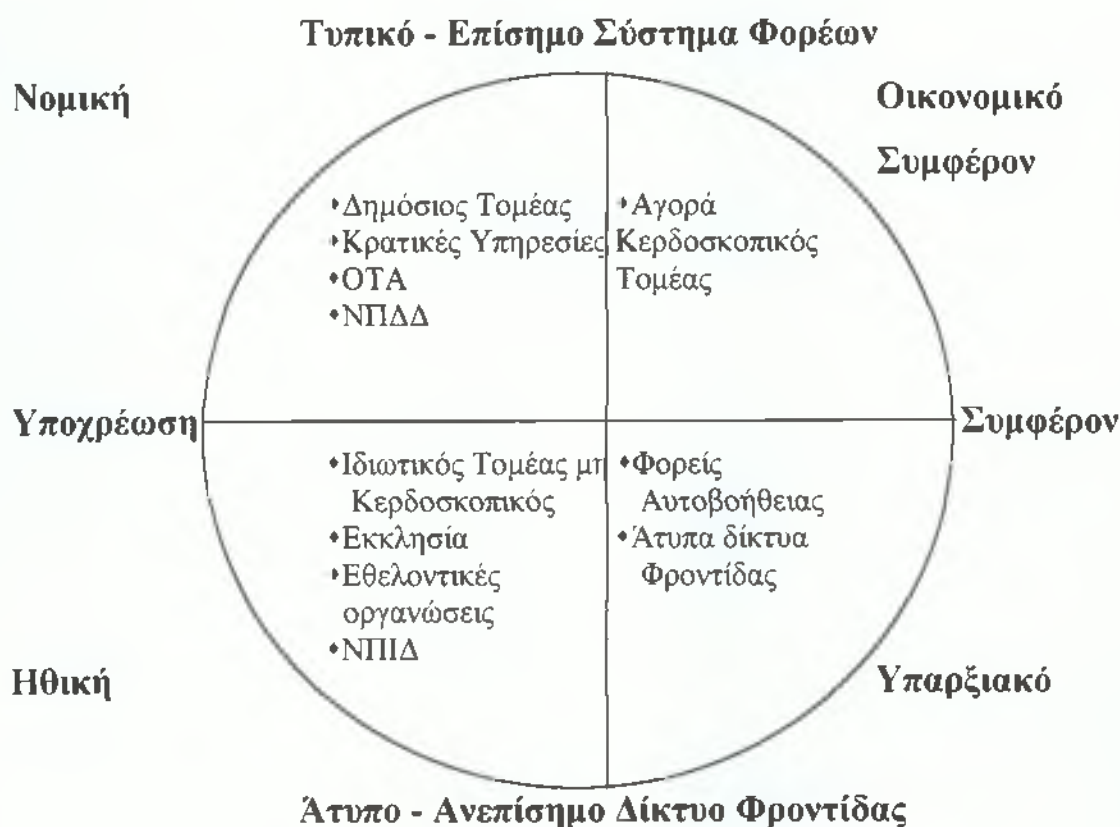 Τυπικό - Επίσημο Σύστημα Φορέων
Νομική
Οικονομικό
Συμφέρον
•Δημόσιος Τομέας
•Κρατικές Υπηρεσίες
•ΟΤΑ
•ΝΠΔΔ
•Αγορά
Κερδοσκοπικός
Τομέας
Υποχρέωση
Συμφέρον
•Ιδιωτικός Τομέας μη
Κερδοσκοπικός
•Εκκλησία
•Εθελοντικές
οργανώσεις
•ΝΠΙΔ
•Φορείς
Αυτοβοήθειας
•Άτυπα δίκτυα
Φροντίδας
Ηθική
Υπαρξιακό
Άτυπο - Ανεπίσημο Δίκτυο Φροντίδας